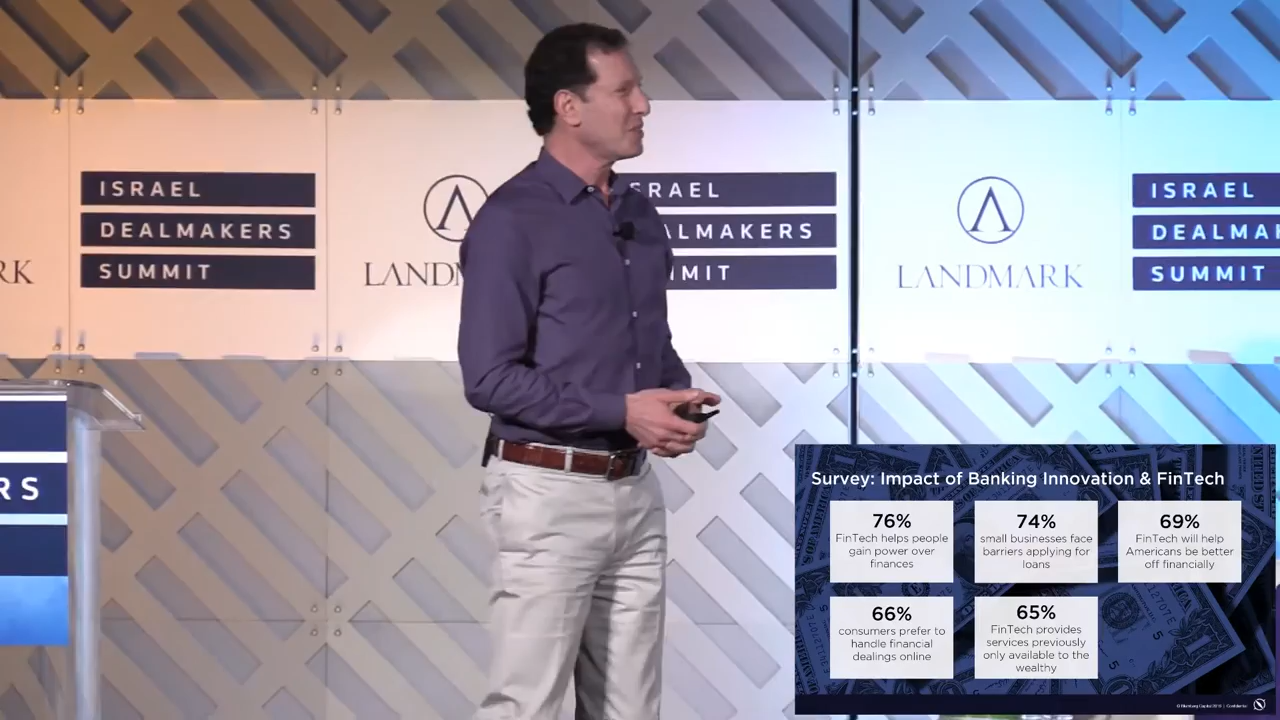 ISRAEL
DEALMAKERS
SUMMIT
RK
LANDM
RAEL
ALMAKERS
MIT
LANDMARK
ISRAEL
DEALMA
SUMMIT
RS
Survey: Impact of Banking Innovation & FinTech
76%
FinTech helps people
gain power over
finances
74%
small businesses face
barriers applying for
loans
69%
FinTech will help
Americans be better
off financially
66%
consumers prefer to
handle financial
dealings online
65%
FinTech provides
services previously
only available to the
wealthy